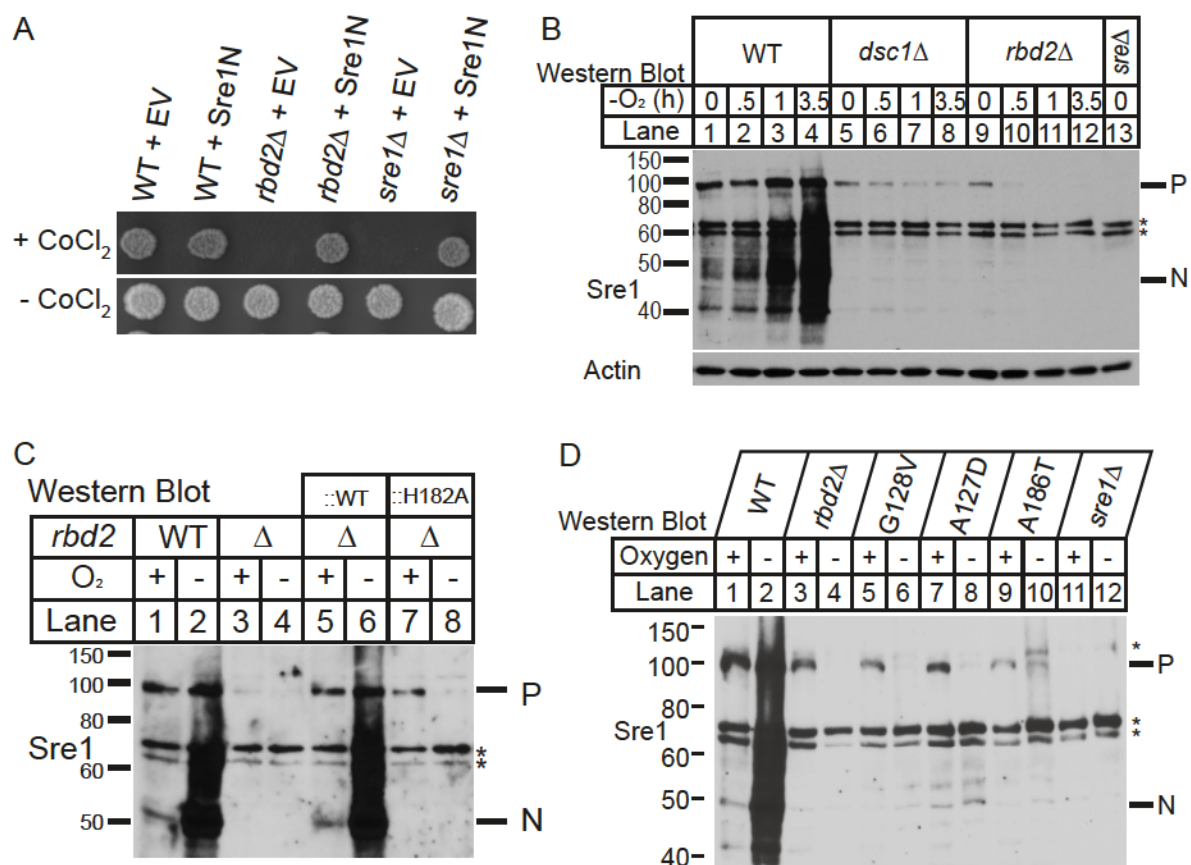 A
WT + EV
WT + Sre1N
rbd2Δ + EV
rbd2Δ + Sre1N
sre1Δ + EV
sre1Δ + Sre1N
+ CoCl₂
- CoCl₂
B
WT dsc1Δ rbd2Δ sreΔ
Western Blot
-O₂ (h) 0 .5 1 3.5 0 .5 1 3.5 0 .5 1 3.5 0
Lane 1 2 3 4 5 6 7 8 9 10 11 12 13
150
100 P
80
60 * *
50 N
Sre1
40
Actin
C
Western Blot ::WT ::H182A
rbd2 WT Δ Δ Δ
O₂ + - + - + - + -
Lane 1 2 3 4 5 6 7 8
150
100 P
80
Sre1 * *
60
50 N
D
WT rbd2Δ G128V A127D A186T sre1Δ
Western Blot
Oxygen + - + - + - + - + - + -
Lane 1 2 3 4 5 6 7 8 9 10 11 12
150 *
100 P
80
Sre1 * *
60
50 N
40